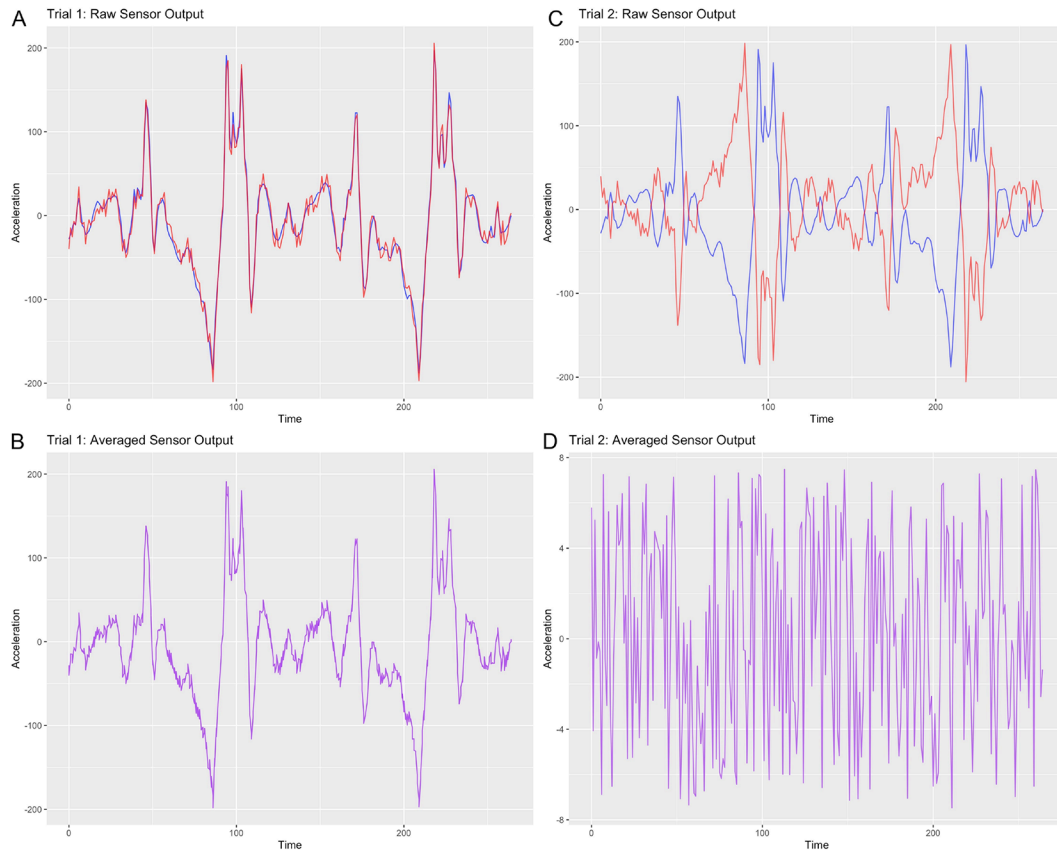 A
Trial 1: Raw Sensor Output
200
100
0
-100
-200
Acceleration
0
100
200
Time
C
Trial 2: Raw Sensor Output
200
100
0
-100
-200
Acceleration
0
100
200
Time
B
Trial 1: Averaged Sensor Output
200
100
0
-100
-200
Acceleration
0
100
200
Time
D
Trial 2: Averaged Sensor Output
8
4
0
-4
-8
Acceleration
0
100
200
Time